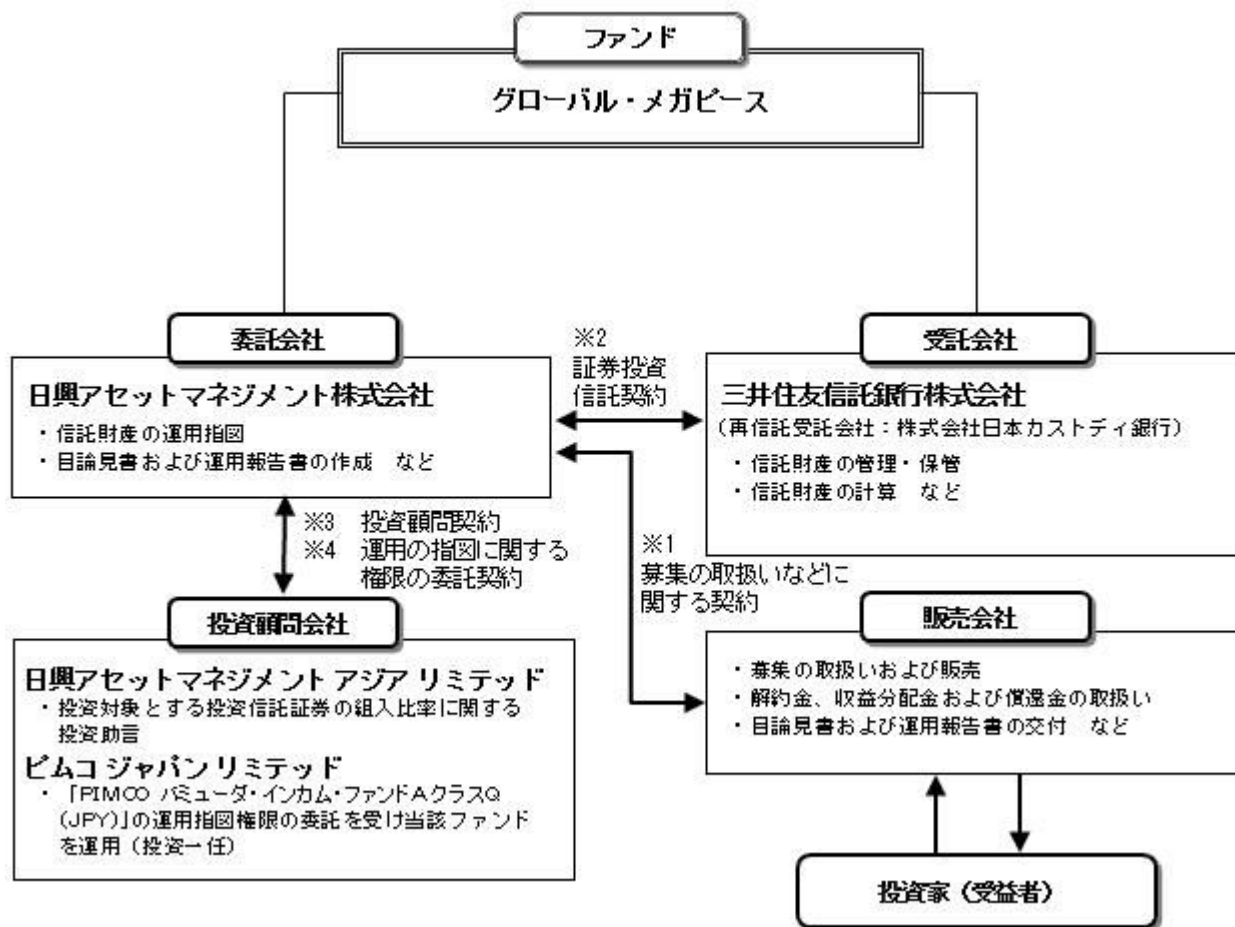 ファンド
グローバル・メガピース
委託会社
日興アセットマネジメント株式会社
・信託財産の運用指図
・目論見書および運用報告書の作成　など
※2
証券投資
信託契約
受託会社
三井住友信託銀行株式会社
（再信託受託会社：株式会社日本カストディ銀行）
・信託財産の管理・保管
・信託財産の計算　など
※3　投資顧問契約
※4　運用の指図に関する
権限の委託契約
※1
募集の取扱いなどに
関する契約
投資顧問会社
日興アセットマネジメント アジア リミテッド
・投資対象とする投資信託証券の組入比率に関する
投資助言
ピムコ ジャパン リミテッド
・「PIMCO バミューダ・インカム・ファンドAクラスQ
(JPY)」の運用指図権限の委託を受け当該ファンド
を運用（投資一任）
販売会社
・募集の取扱いおよび販売
・解約金、収益分配金および償還金の取扱い
・目論見書および運用報告書の交付　など
投資家（受益者）